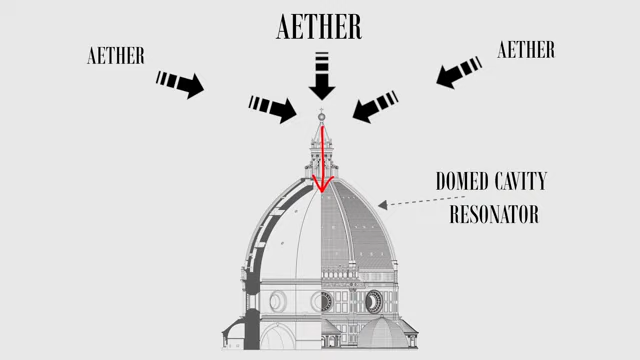 AETHER
AETHER
AETHER
DOMED CAVITY
RESONATOR